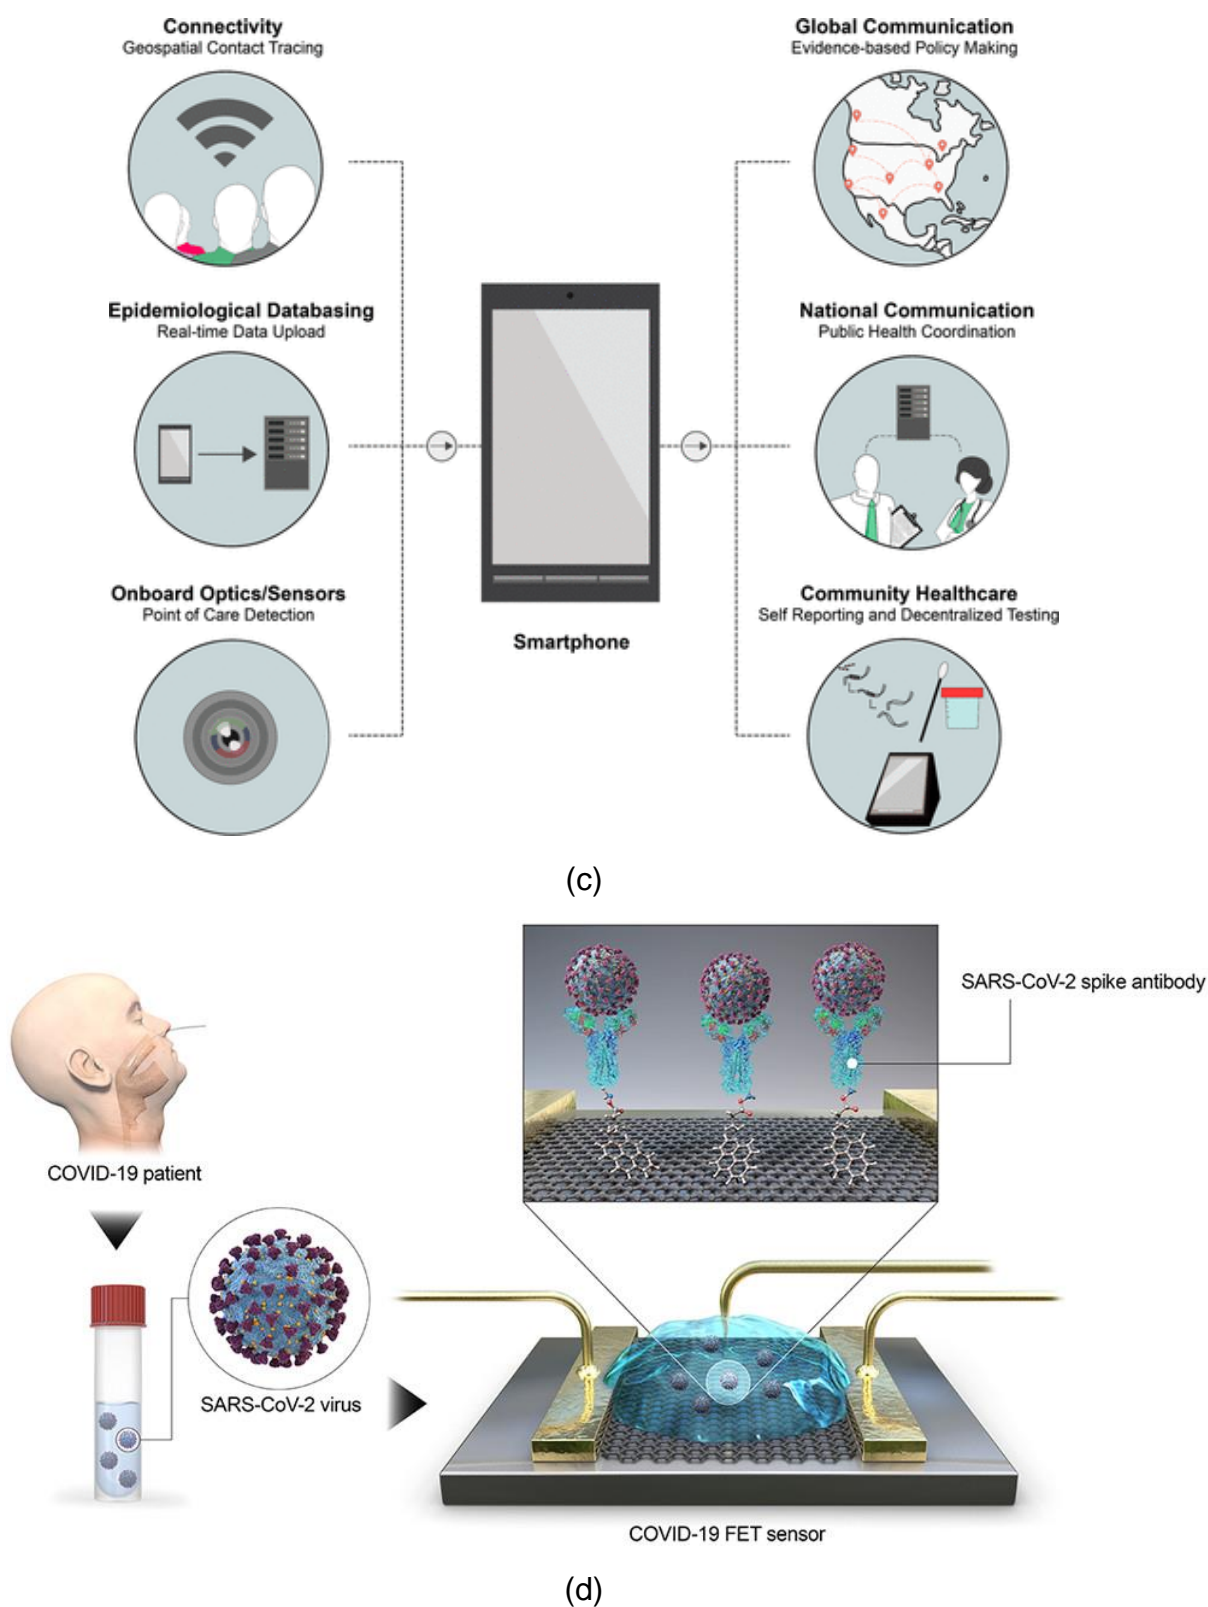 Connectivity
Geospatial Contact Tracing
Global Communication
Evidence-based Policy Making
Epidemiological Databasing
Real-time Data Upload
National Communication
Public Health Coordination
Onboard Optics/Sensors
Point of Care Detection
Smartphone
Community Healthcare
Self Reporting and Decentralized Testing
(c)
SARS-CoV-2 spike antibody
COVID-19 patient
SARS-CoV-2 virus
COVID-19 FET sensor
(d)